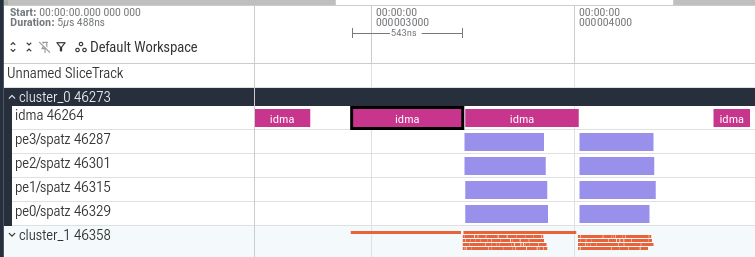 Start: 00:00:00.000 000 000
Duration: 5µs 488ns
00:00:00
000003000
00:00:00
000004000
543ns
Default Workspace
Unnamed SliceTrack
cluster_0 46273
idma 46264
idma
idma
idma
idma
pe3/spatz 46287
pe2/spatz 46301
pe1/spatz 46315
pe0/spatz 46329
cluster_1 46358